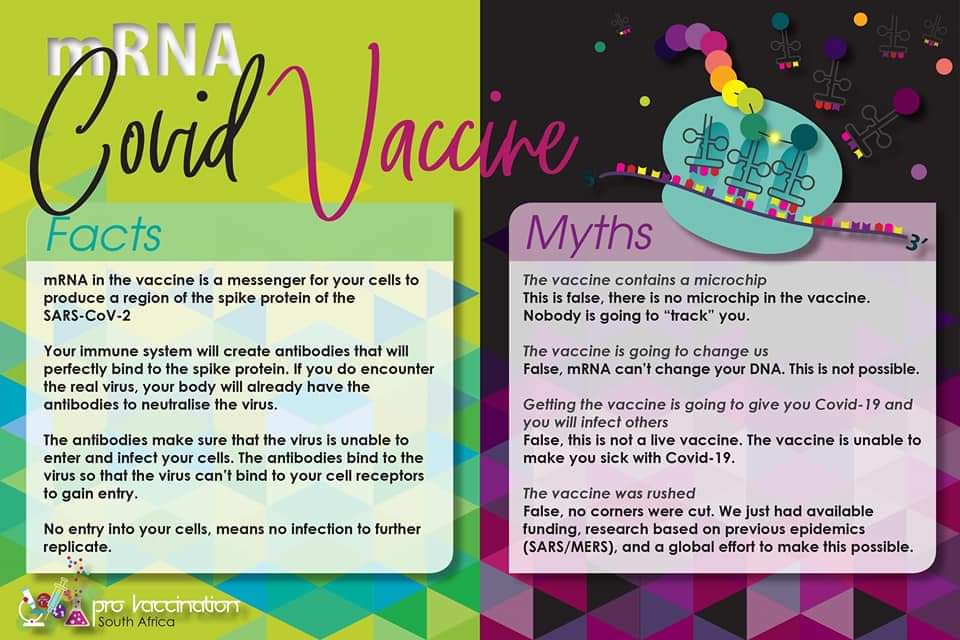 mRNA
Covid Vaccine
Facts
mRNA in the vaccine is a messenger for your cells to
produce a region of the spike protein of the
SARS-CoV-2
Your immune system will create antibodies that will
perfectly bind to the spike protein. If you do encounter
the real virus, your body will already have the
antibodies to neutralise the virus.
The antibodies make sure that the virus is unable to
enter and infect your cells. The antibodies bind to the
virus so that the virus can't bind to your cell receptors
to gain entry.
No entry into your cells, means no infection to further
replicate.
pro vaccination
South Africa
3'
Myths
The vaccine contains a microchip
This is false, there is no microchip in the vaccine.
Nobody is going to “track” you.
The vaccine is going to change us
False, mRNA can't change your DNA. This is not possible.
Getting the vaccine is going to give you Covid-19 and
you will infect others
False, this is not a live vaccine. The vaccine is unable to
make you sick with Covid-19.
The vaccine was rushed
False, no corners were cut. We just had available
funding, research based on previous epidemics
(SARS/MERS), and a global effort to make this possible.